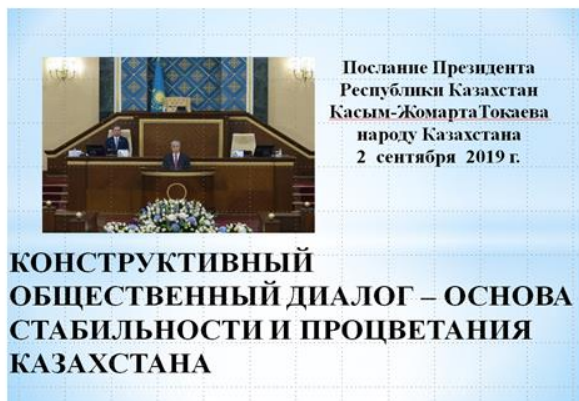 Послание Президента
Республики Казахстан
Касым-ЖомартаТокаева
народу Казахстана
2 сентября 2019 г.
КОНСТРУКТИВНЫЙ
ОБЩЕСТВЕННЫЙ ДИАЛОГ – ОСНОВА
СТАБИЛЬНОСТИ И ПРОЦВЕТАНИЯ
КАЗАХСТАНА